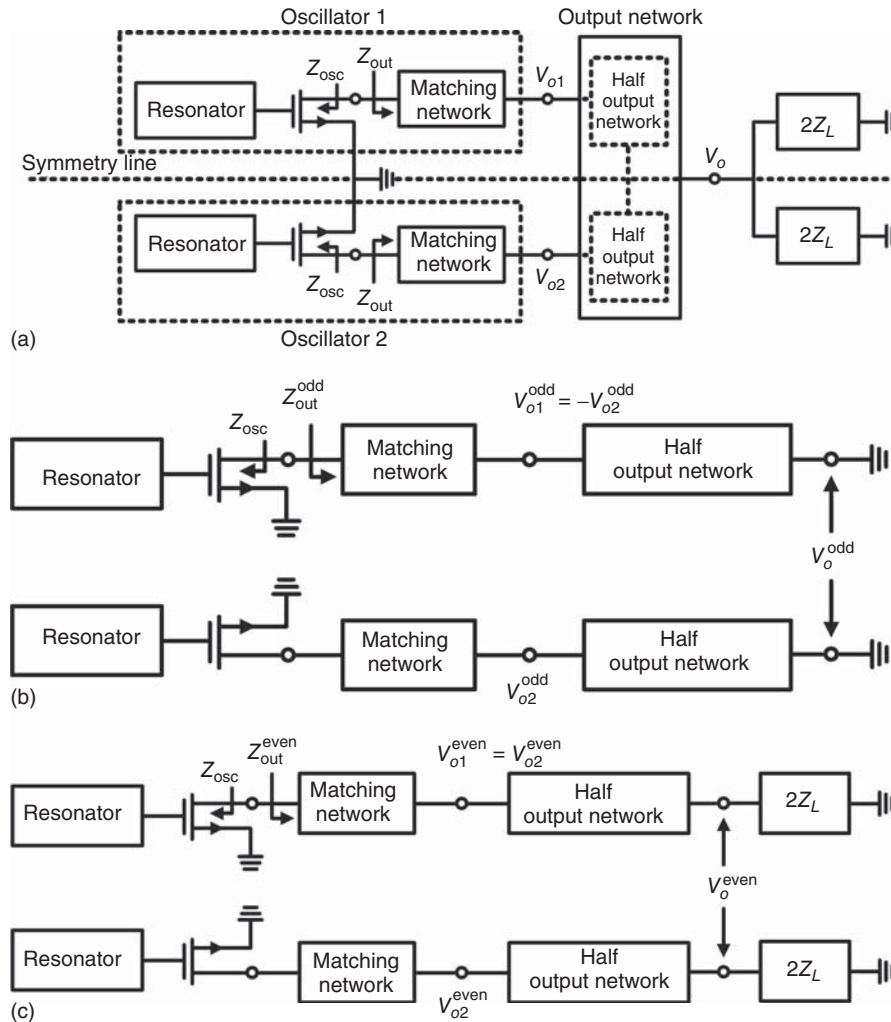 Oscillator 1
Output network
Z_osc
Z_out
Resonator
Matching network
V_o1
Half output network
2Z_L
Symmetry line
V_o
Resonator
Matching network
Half output network
2Z_L
Z_osc
Z_out
V_o2
(a)
Oscillator 2
Z_out^odd
V_o1^odd = −V_o2^odd
Z_osc
Resonator
Matching network
Half output network
V_o^odd
Resonator
Matching network
Half output network
V_o2^odd
(b)
Z_out^even
V_o1^even = V_o2^even
Z_osc
Resonator
Matching network
Half output network
2Z_L
V_o^even
Resonator
Matching network
Half output network
2Z_L
V_o2^even
(c)